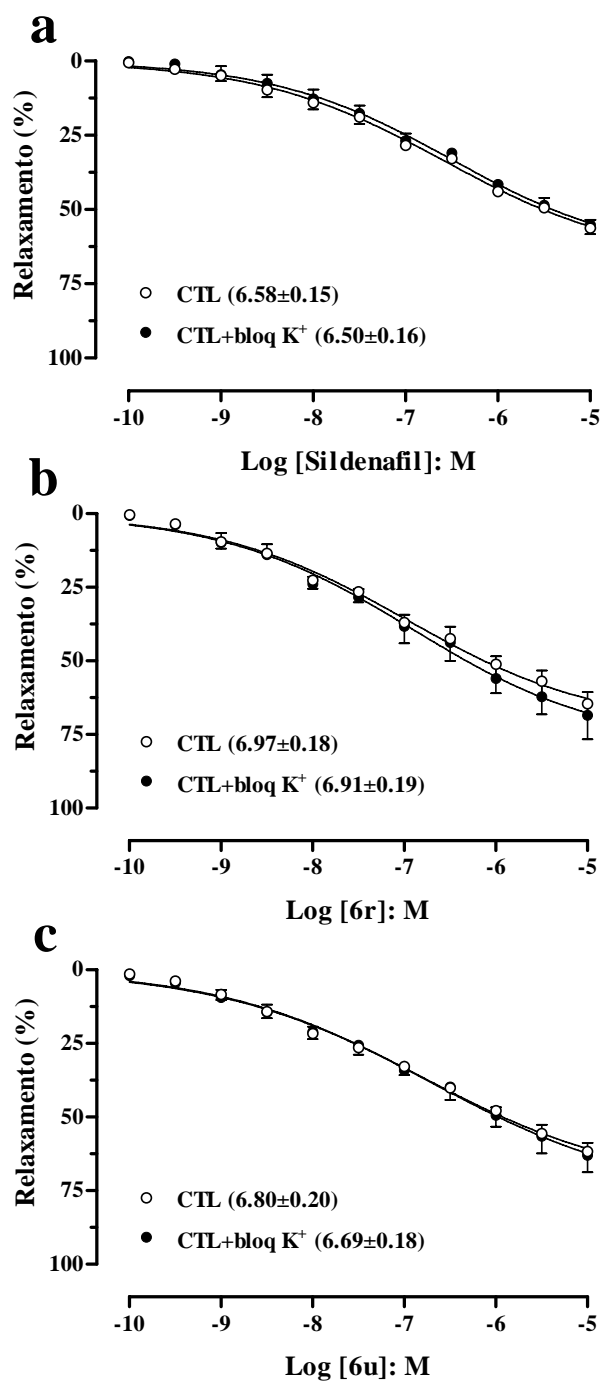 a
Relaxamento (%)
0
25
50
75
100
CTL (6.58±0.15)
CTL+bloq K⁺ (6.50±0.16)
-10 -9 -8 -7 -6 -5
Log [Sildenafil]: M
b
Relaxamento (%)
0
25
50
75
100
CTL (6.97±0.18)
CTL+bloq K⁺ (6.91±0.19)
-10 -9 -8 -7 -6 -5
Log [6r]: M
c
Relaxamento (%)
0
25
50
75
100
CTL (6.80±0.20)
CTL+bloq K⁺ (6.69±0.18)
-10 -9 -8 -7 -6 -5
Log [6u]: M